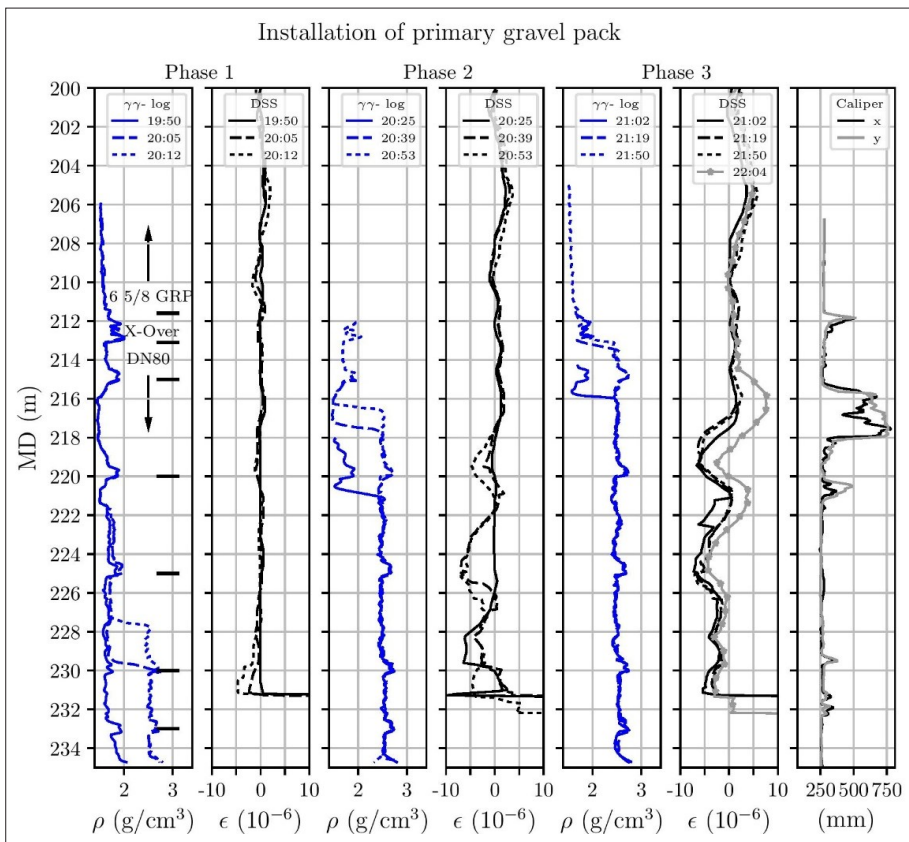 Installation of primary gravel pack
Phase 1
Phase 2
Phase 3
MD (m)
200
202
204
206
208
210
212
214
216
218
220
222
224
226
228
230
232
234
γγ- log
19:50
20:05
20:12
6 5/8 GRP
X-Over
DN80
2 3
ρ (g/cm³)
DSS
19:50
20:05
20:12
-10 0 10
ϵ (10⁻⁶)
γγ- log
20:25
20:39
20:53
2 3
ρ (g/cm³)
DSS
20:25
20:39
20:53
-10 0 10
ϵ (10⁻⁶)
γγ- log
21:02
21:19
21:50
2 3
ρ (g/cm³)
DSS
21:02
21:19
21:50
22:04
-10 0 10
ϵ (10⁻⁶)
Caliper
x
y
250 500 750
(mm)